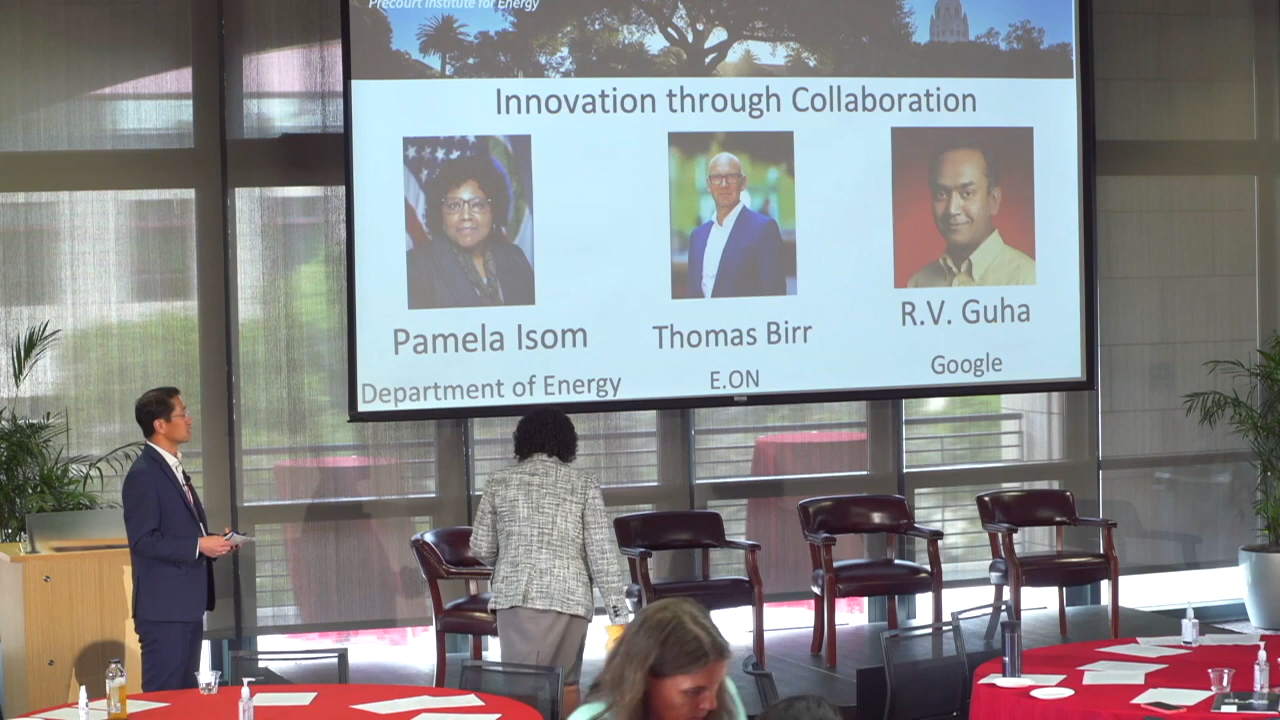 Precourt Institute for Energy
Innovation through Collaboration
Pamela Isom
Department of Energy
Thomas Birr
E.ON
R.V. Guha
Google